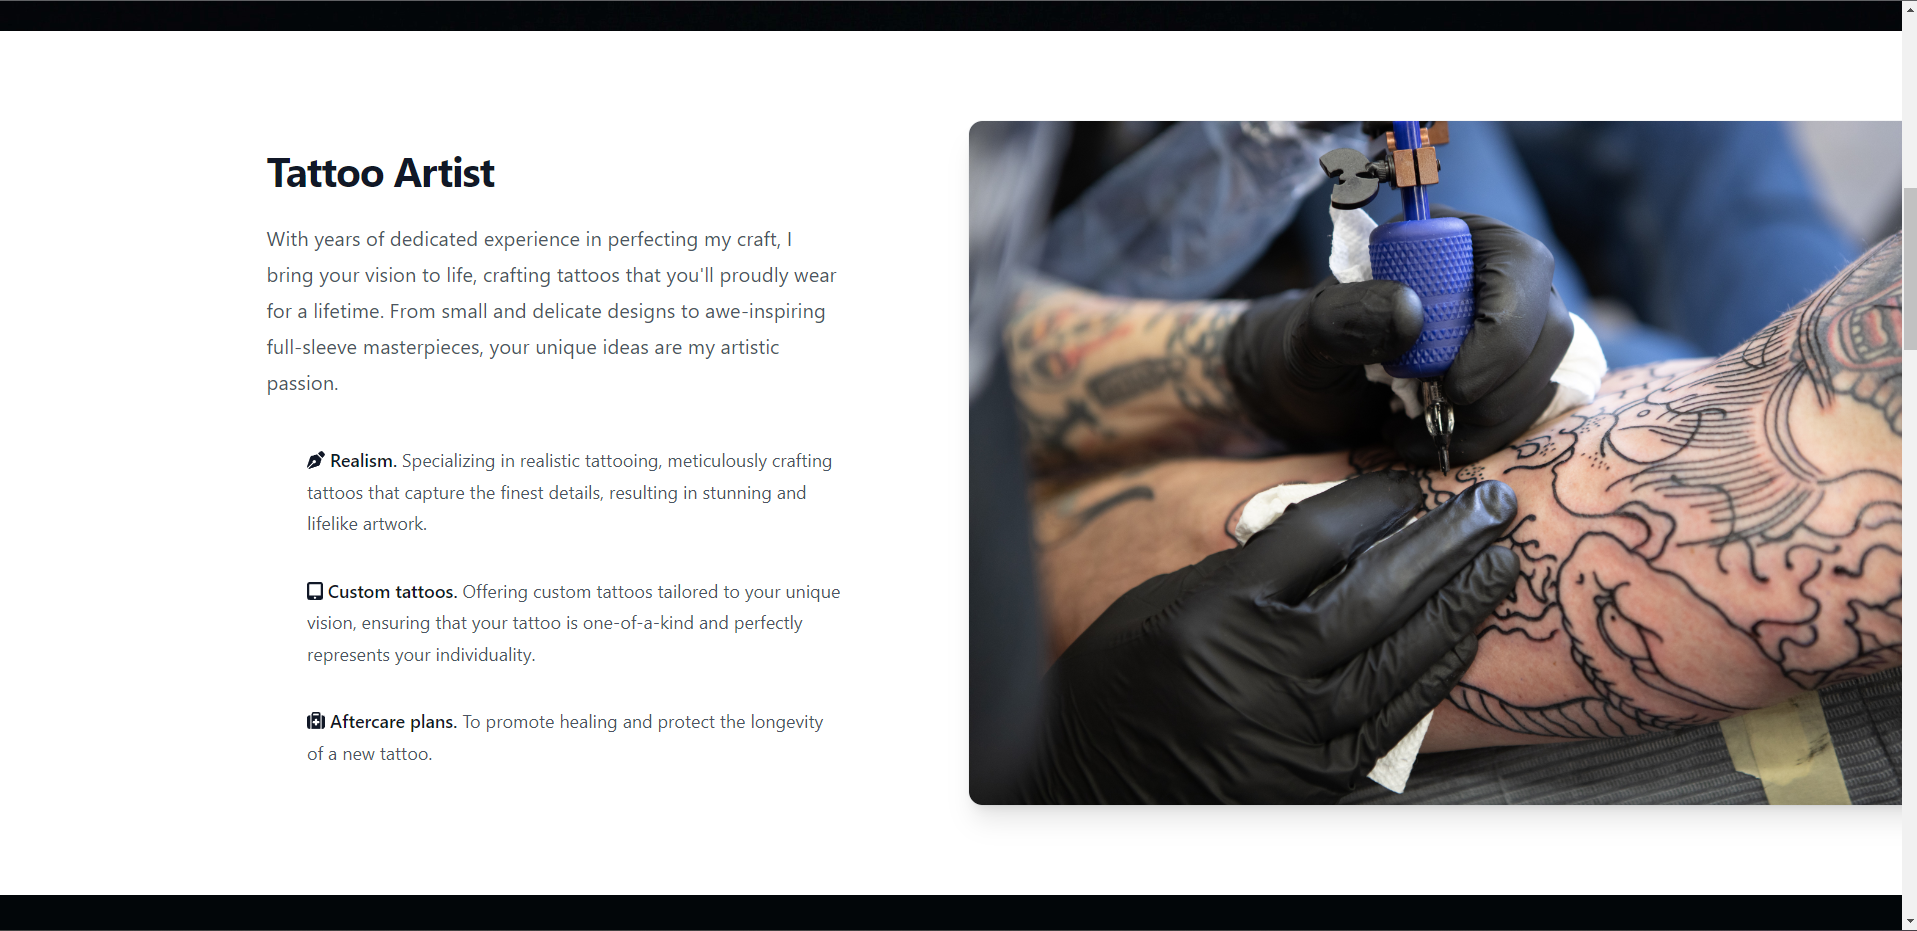 Tattoo Artist
With years of dedicated experience in perfecting my craft, I
bring your vision to life, crafting tattoos that you'll proudly wear
for a lifetime. From small and delicate designs to awe-inspiring
full-sleeve masterpieces, your unique ideas are my artistic
passion.
Realism. Specializing in realistic tattooing, meticulously crafting
tattoos that capture the finest details, resulting in stunning and
lifelike artwork.
Custom tattoos. Offering custom tattoos tailored to your unique
vision, ensuring that your tattoo is one-of-a-kind and perfectly
represents your individuality.
Aftercare plans. To promote healing and protect the longevity
of a new tattoo.